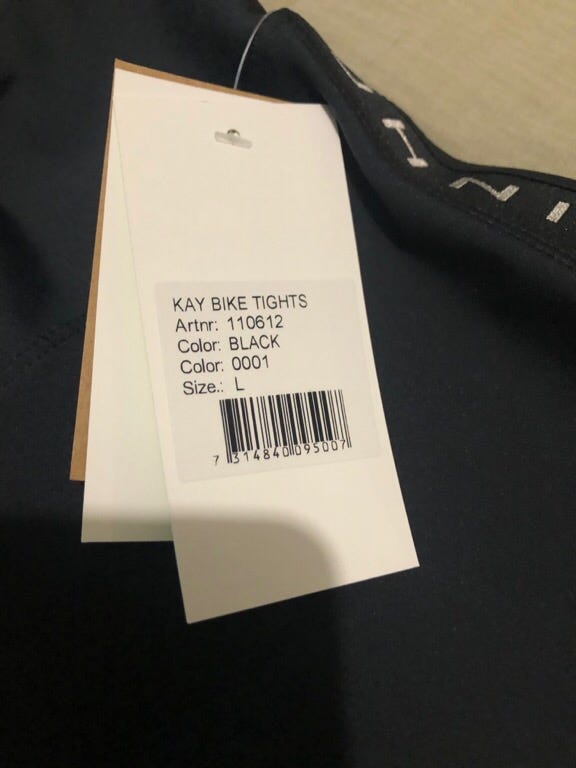 KAY BIKE TIGHTS
Artnr: 110612
Color: BLACK
Color: 0001
Size.: L
7 314840 095007